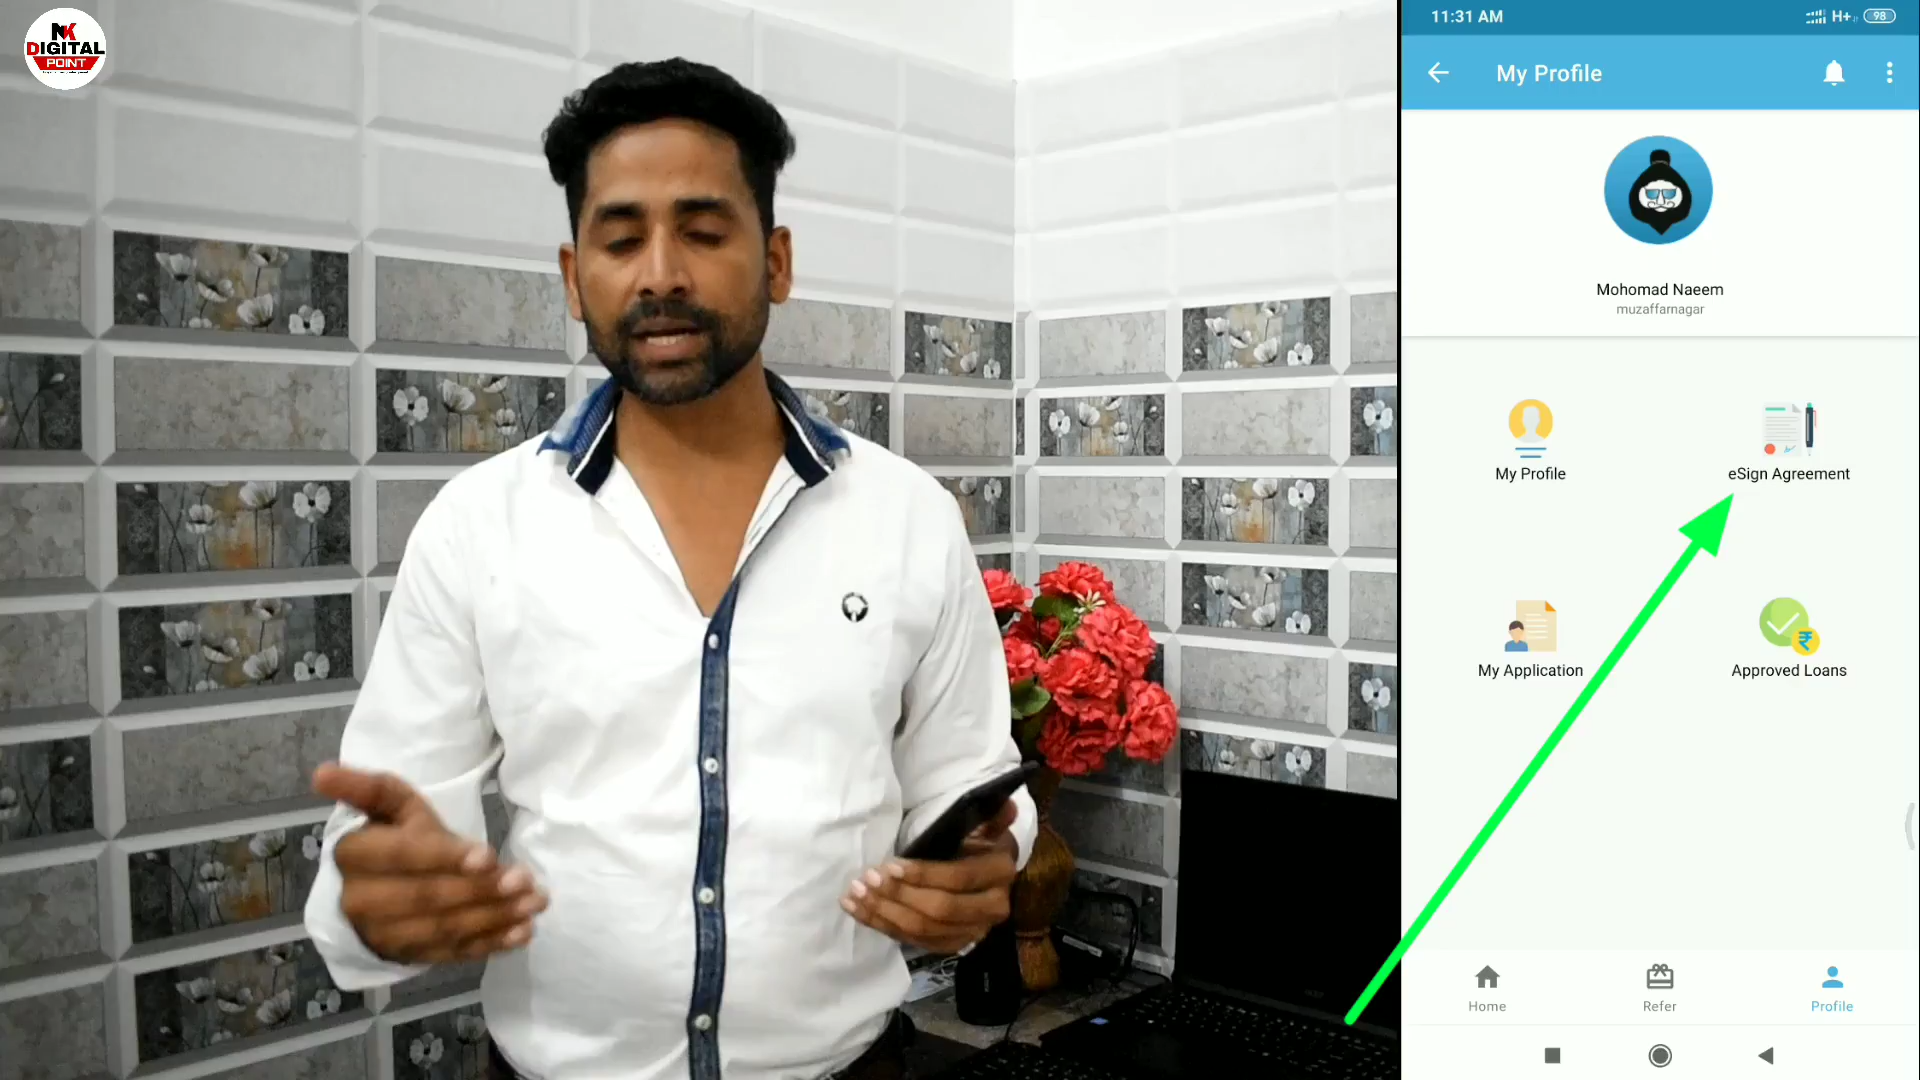 NK
DIGITAL
POINT
11:31 AM
H+
98
My Profile
Mohomad Naeem
muzaffarnagar
My Profile
eSign Agreement
My Application
Approved Loans
Home
Refer
Profile